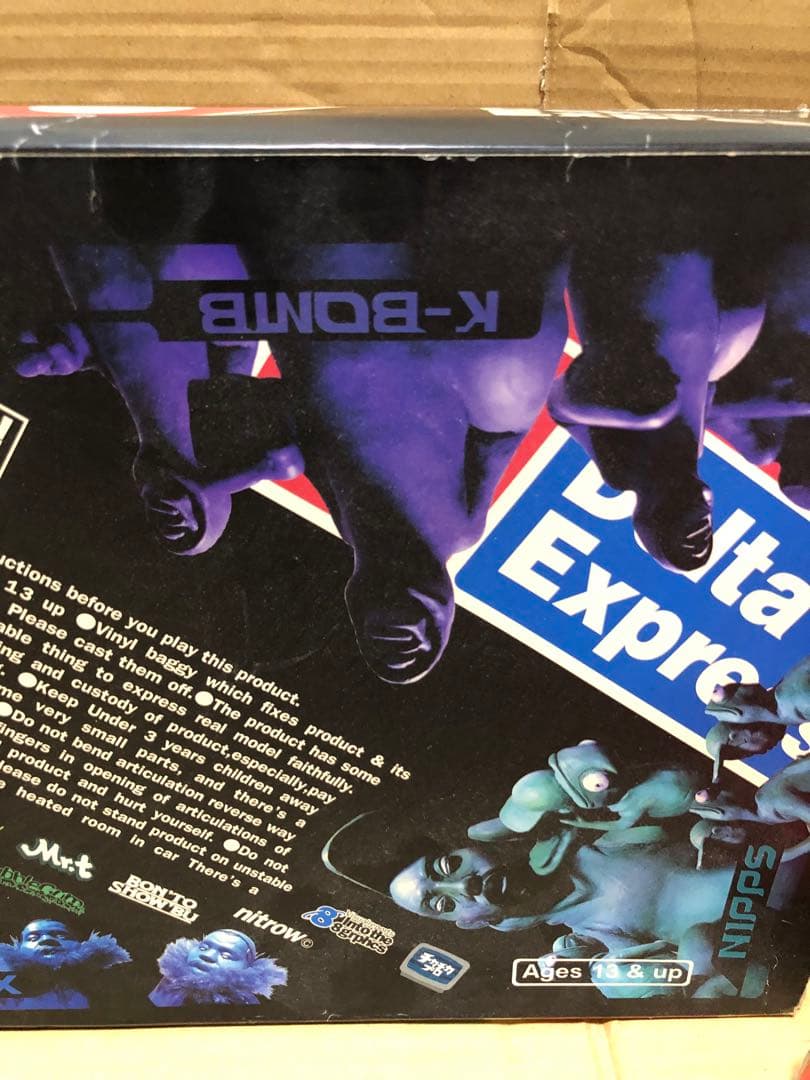 K-BOMB
Delta
Express
uctions before you play this product.
13 up ●Vinyl baggy which fixes product & its
Please cast them off. ●The product has some
able thing to express real model faithfully.
ing and custody of product,especially,pay
●Keep Under 3 years children away
me very small parts, and there's a
●Do not bend articulation reverse way
fingers in opening of articulations of
product and hurt yourself. ●Do not
lease do not stand product on unstable
e heated room in car There's a
Mr.t
BON'TO
SHOW BU
nitrow©
NIPPS
Ages 13 & up
X